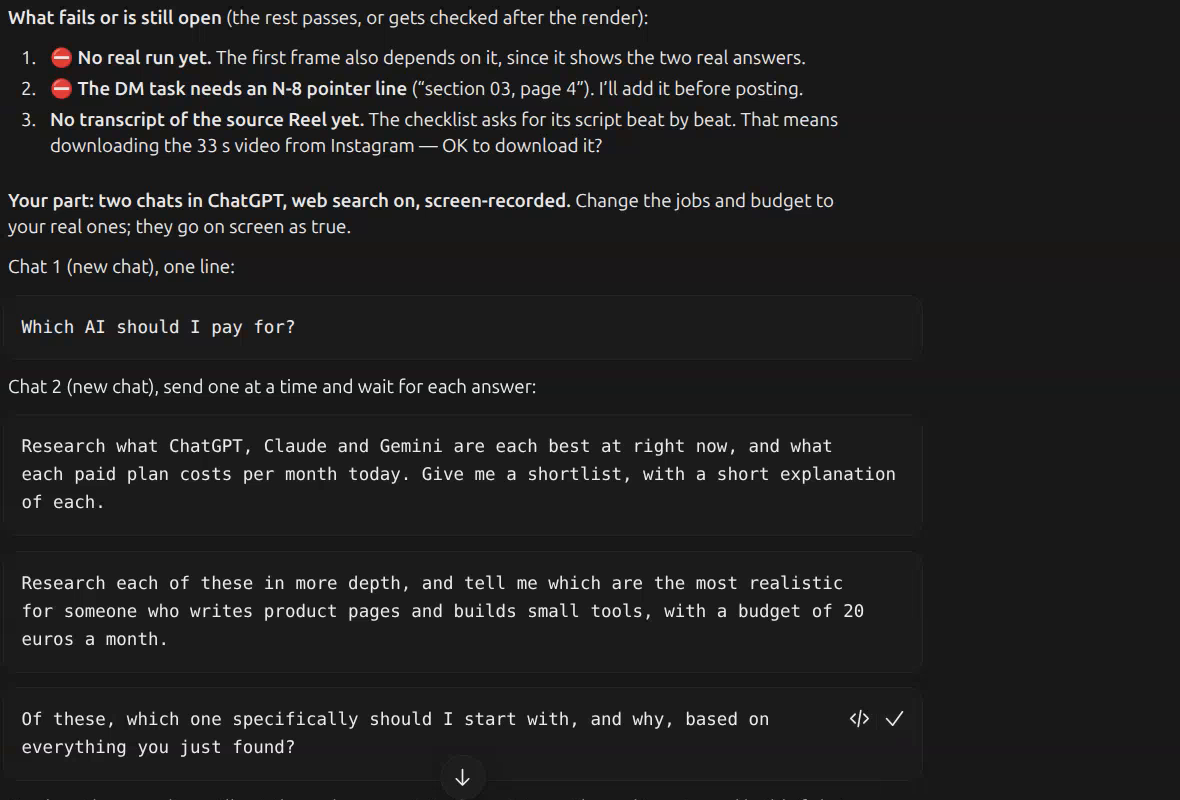 What fails or is still open (the rest passes, or gets checked after the render):
1. ⛔ No real run yet. The first frame also depends on it, since it shows the two real answers.
2. ⛔ The DM task needs an N-8 pointer line (“section 03, page 4”). I’ll add it before posting.
3. No transcript of the source Reel yet. The checklist asks for its script beat by beat. That means
downloading the 33 s video from Instagram — OK to download it?
Your part: two chats in ChatGPT, web search on, screen-recorded. Change the jobs and budget to
your real ones; they go on screen as true.
Chat 1 (new chat), one line:
Which AI should I pay for?
Chat 2 (new chat), send one at a time and wait for each answer:
Research what ChatGPT, Claude and Gemini are each best at right now, and what
each paid plan costs per month today. Give me a shortlist, with a short explanation
of each.
Research each of these in more depth, and tell me which are the most realistic
for someone who writes product pages and builds small tools, with a budget of 20
euros a month.
Of these, which one specifically should I start with, and why, based on
everything you just found?